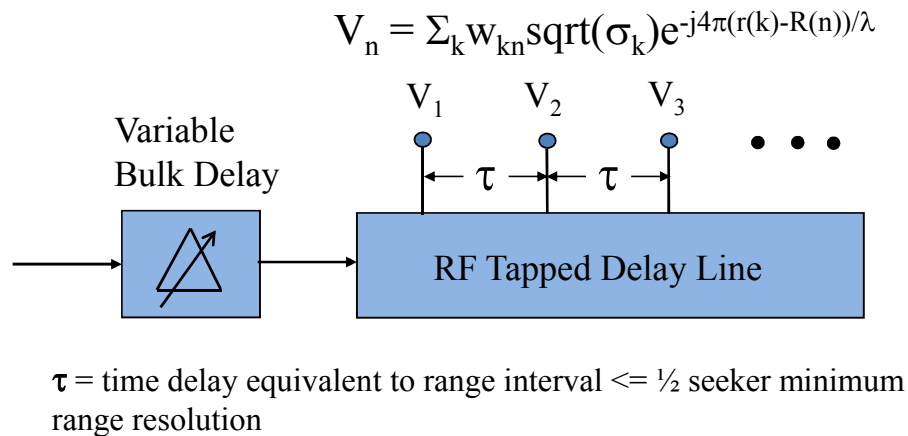 Vₙ = Σₖwₖₙsqrt(σₖ)e^-j4π(r(k)-R(n))/λ
V₁ V₂ V₃ • • •
Variable
Bulk Delay
τ τ
RF Tapped Delay Line
τ = time delay equivalent to range interval <= ½ seeker minimum
range resolution